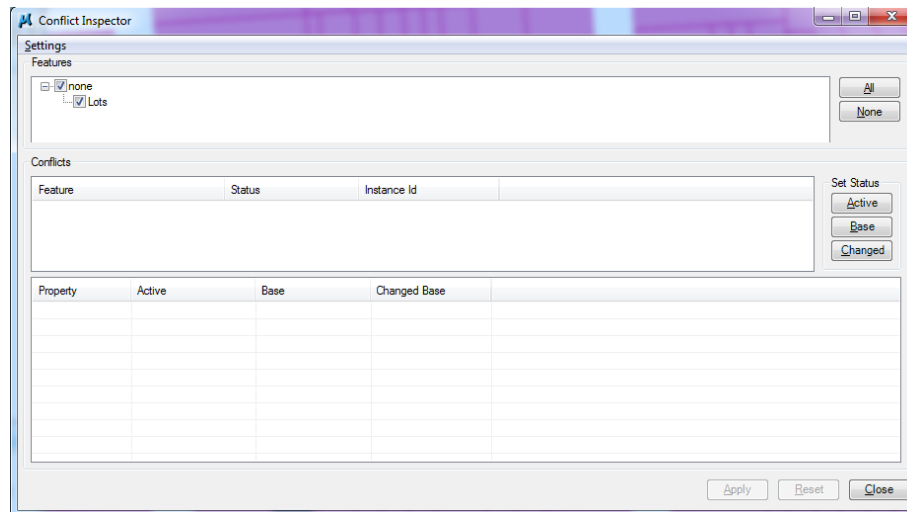 Conflict Inspector
Settings
Features
none
Lots
All
None
Conflicts
Feature Status Instance Id
Set Status
Active
Base
Changed
Property Active Base Changed Base
Apply Reset Close